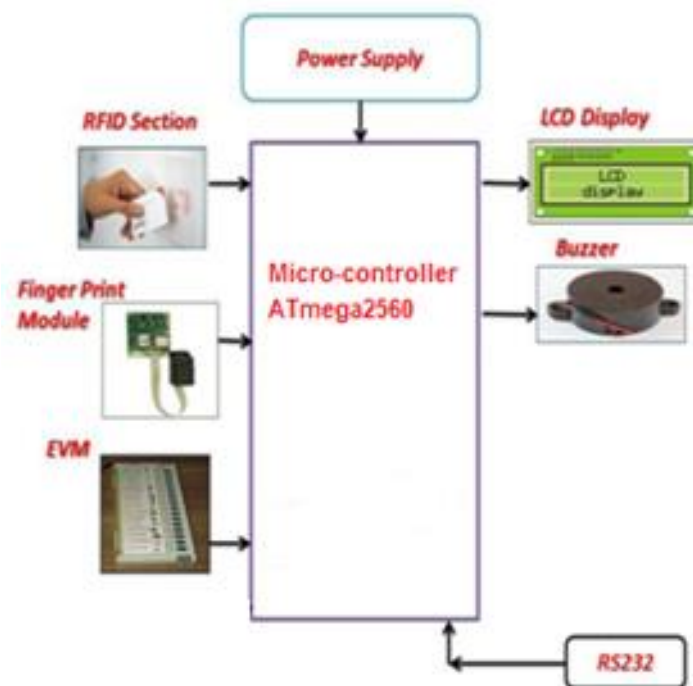 Power Supply
RFID Section
LCD Display
LCD
display
Buzzer
Micro-controller
ATmega2560
Finger Print
Module
EVM
RS232